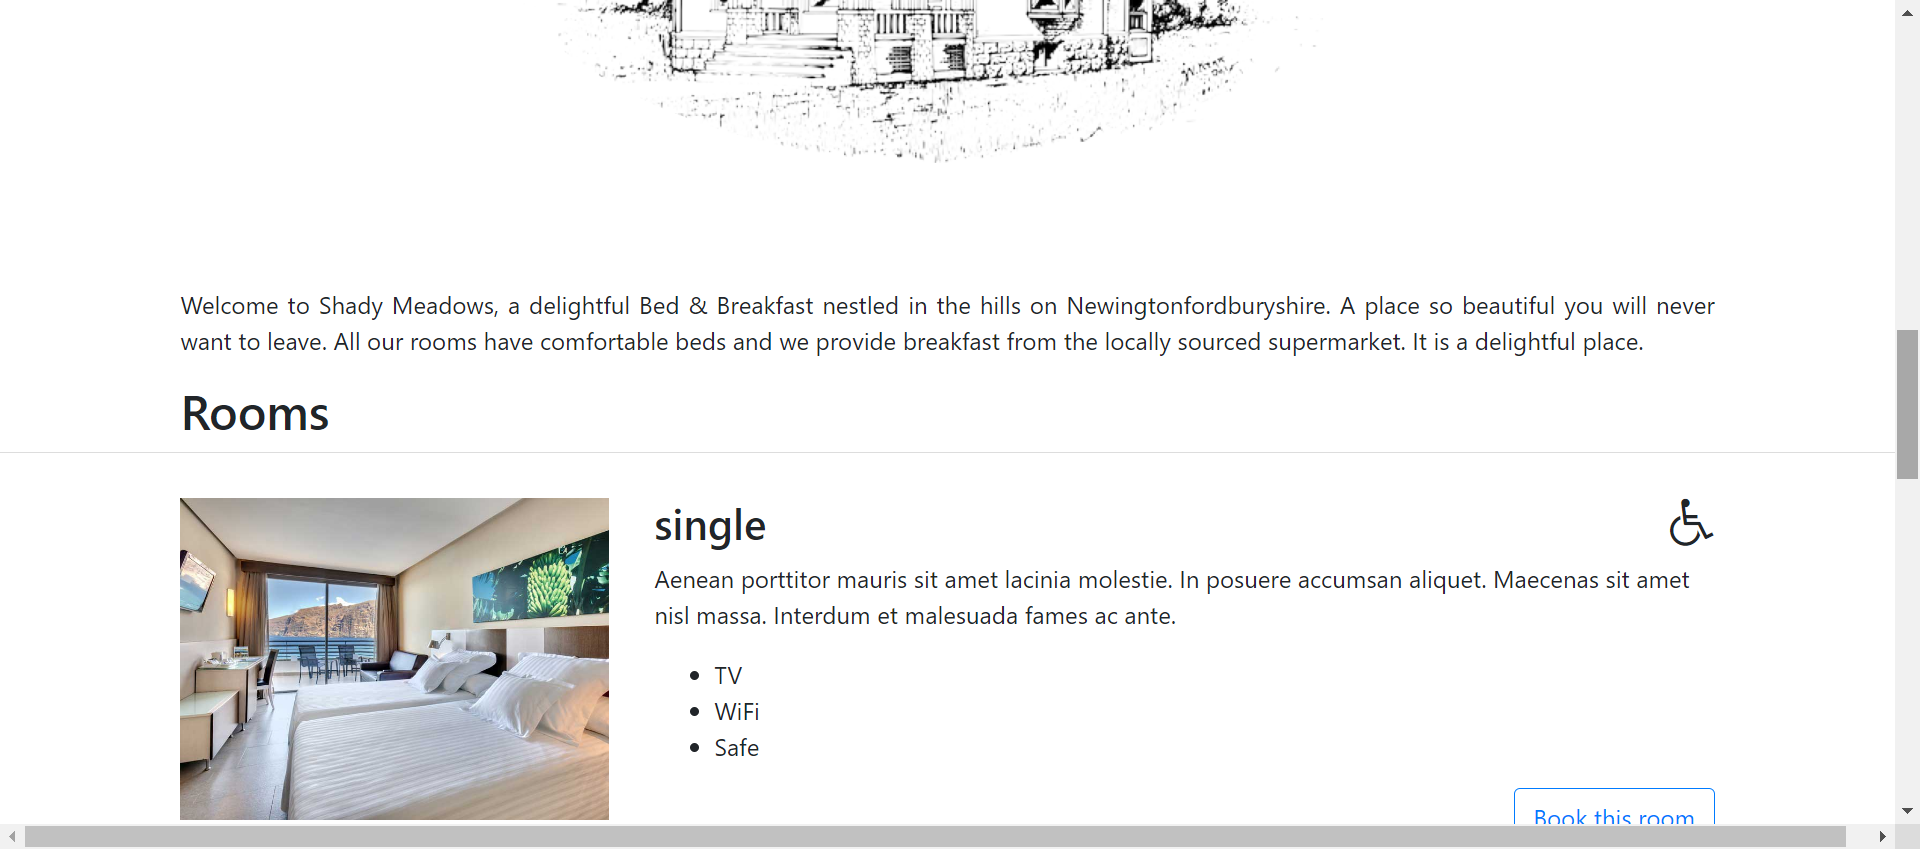 Welcome to Shady Meadows, a delightful Bed & Breakfast nestled in the hills on Newingtonfordburyshire. A place so beautiful you will never
want to leave. All our rooms have comfortable beds and we provide breakfast from the locally sourced supermarket. It is a delightful place.
Rooms
single
Aenean porttitor mauris sit amet lacinia molestie. In posuere accumsan aliquet. Maecenas sit amet
nisl massa. Interdum et malesuada fames ac ante.
TV
WiFi
Safe
Book this room